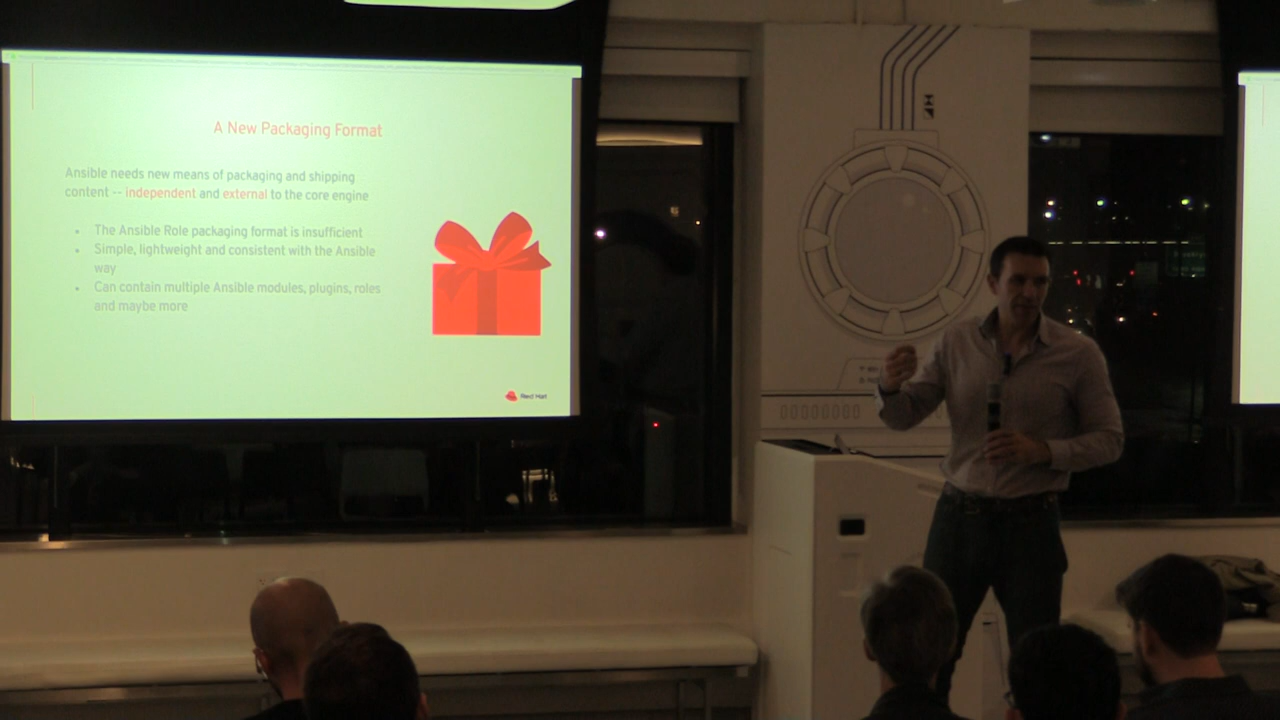 A New Packaging Format
Ansible needs new means of packaging and shipping
content -- independent and external to the core engine
• The Ansible Role packaging format is insufficient
• Simple, lightweight and consistent with the Ansible
way
• Can contain multiple Ansible modules, plugins, roles
and maybe more
Red Hat